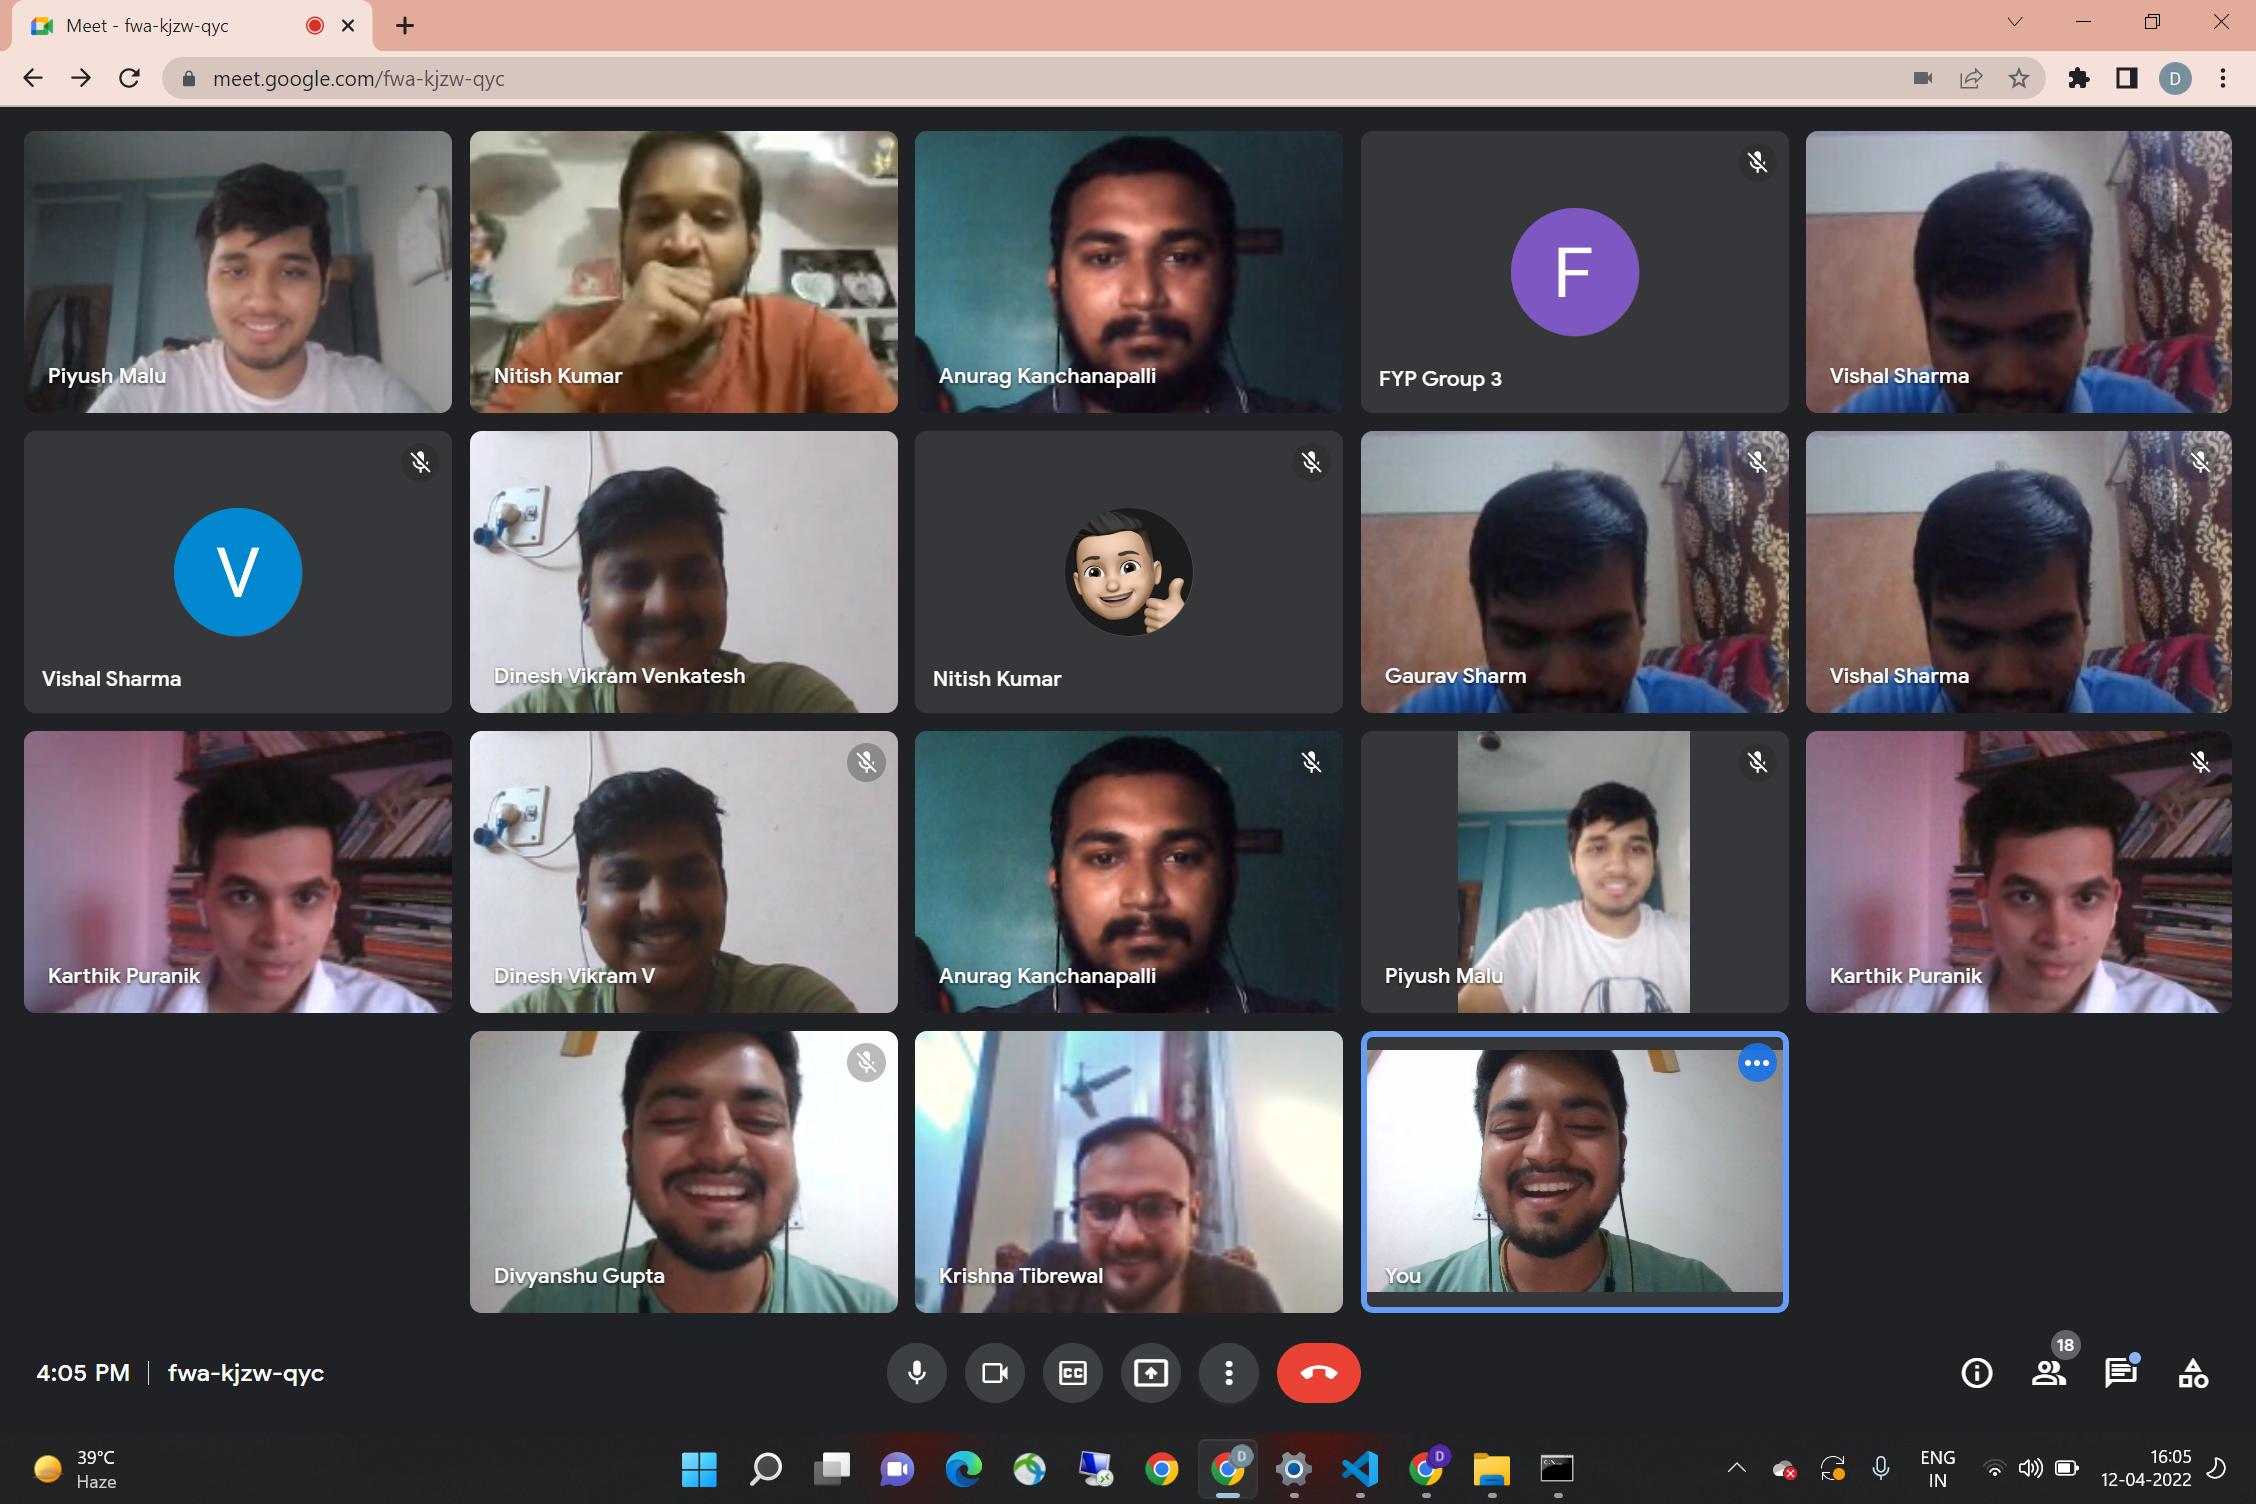 Meet - fwa-kjzw-qyc
meet.google.com/fwa-kjzw-qyc
D
Piyush Malu
Nitish Kumar
Anurag Kanchanapalli
F
FYP Group 3
Vishal Sharma
V
Vishal Sharma
Dinesh Vikram Venkatesh
Nitish Kumar
Gaurav Sharm
Vishal Sharma
Karthik Puranik
Dinesh Vikram V
Anurag Kanchanapalli
Piyush Malu
Karthik Puranik
Divyanshu Gupta
Krishna Tibrewal
You
4:05 PM
fwa-kjzw-qyc
CC
18
39°C
Haze
D
D
ENG
IN
16:05
12-04-2022